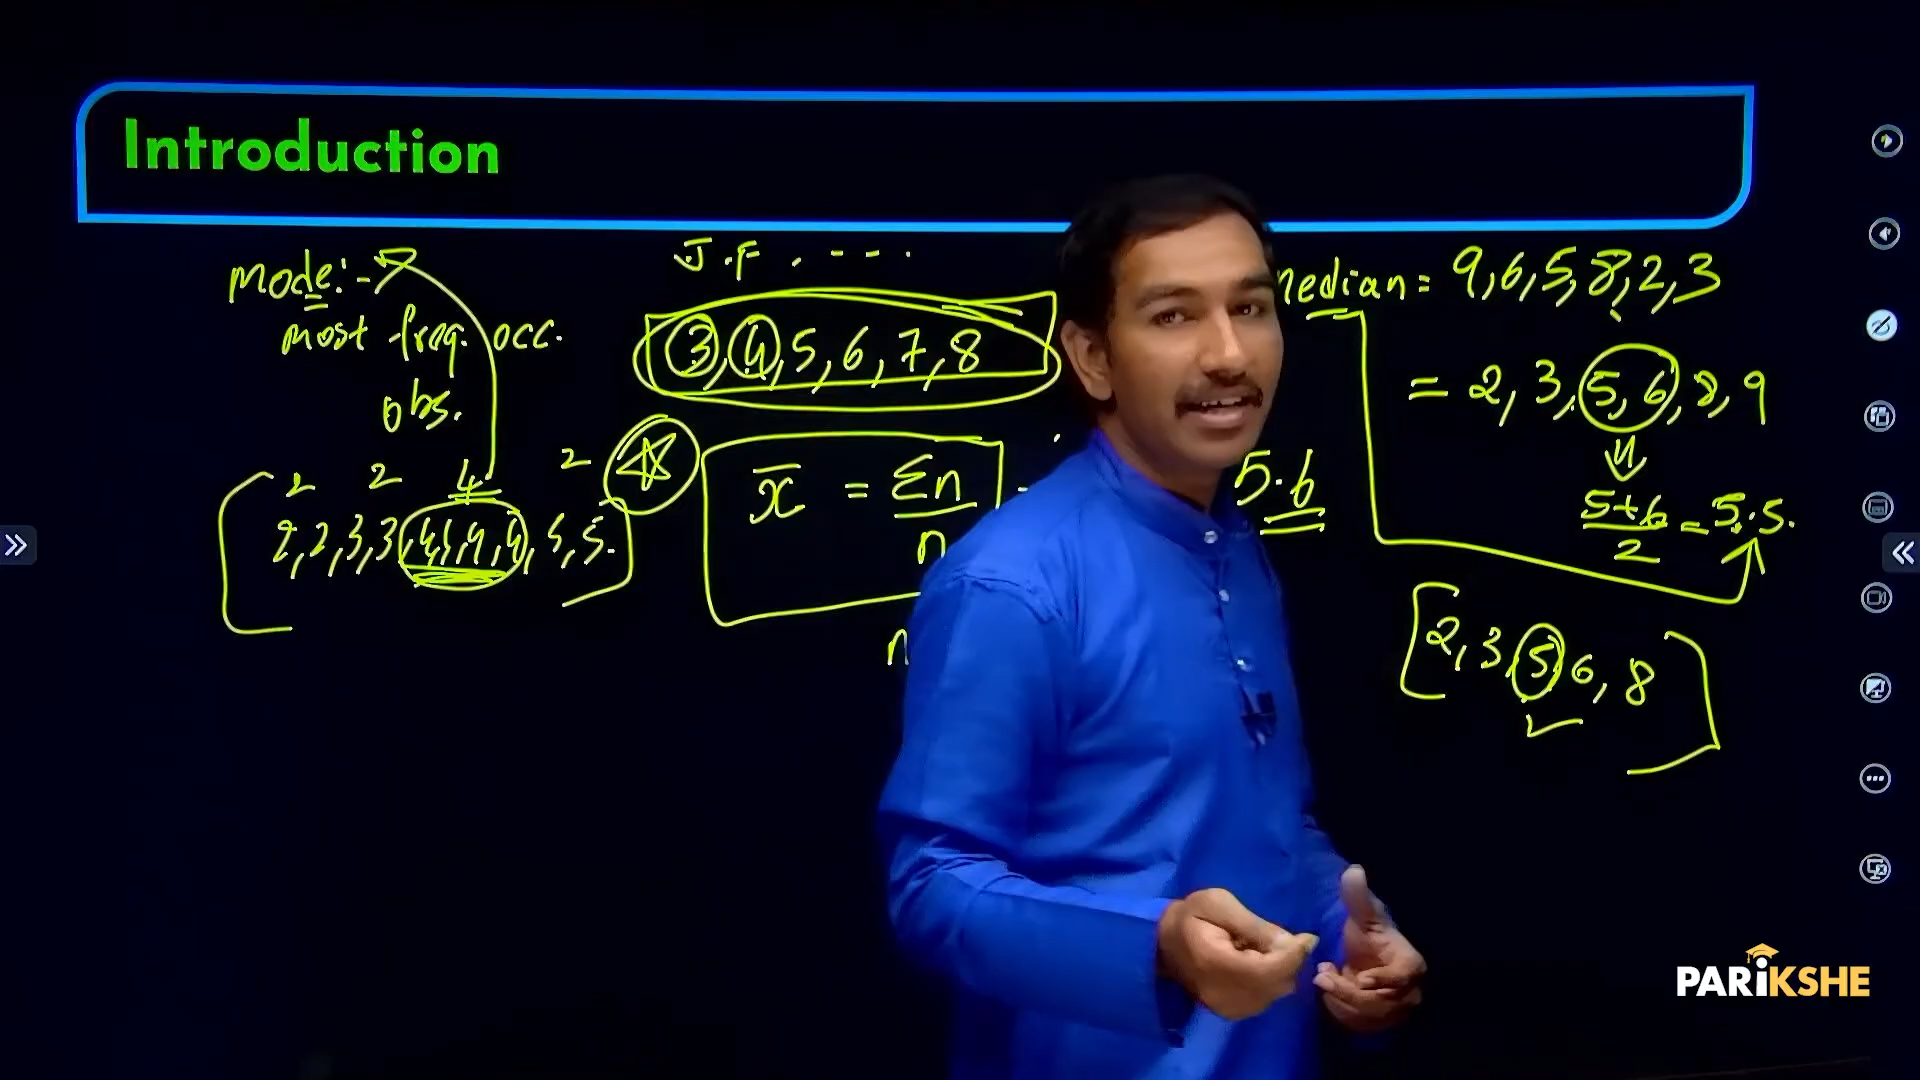 Introduction
mode:-
most freq. occ.
obs.
2 2 4 2
2,2,3,3,4,4,4,4,5,5.
J.F. ----
3,4,5,6,7,8
x̄ = Σn
n
5.6
n
median = 9,6,5,8,2,3
= 2,3,5,6,8,9
5+6
2
= 5.5.
2,3,5,6,8
PARiKSHE